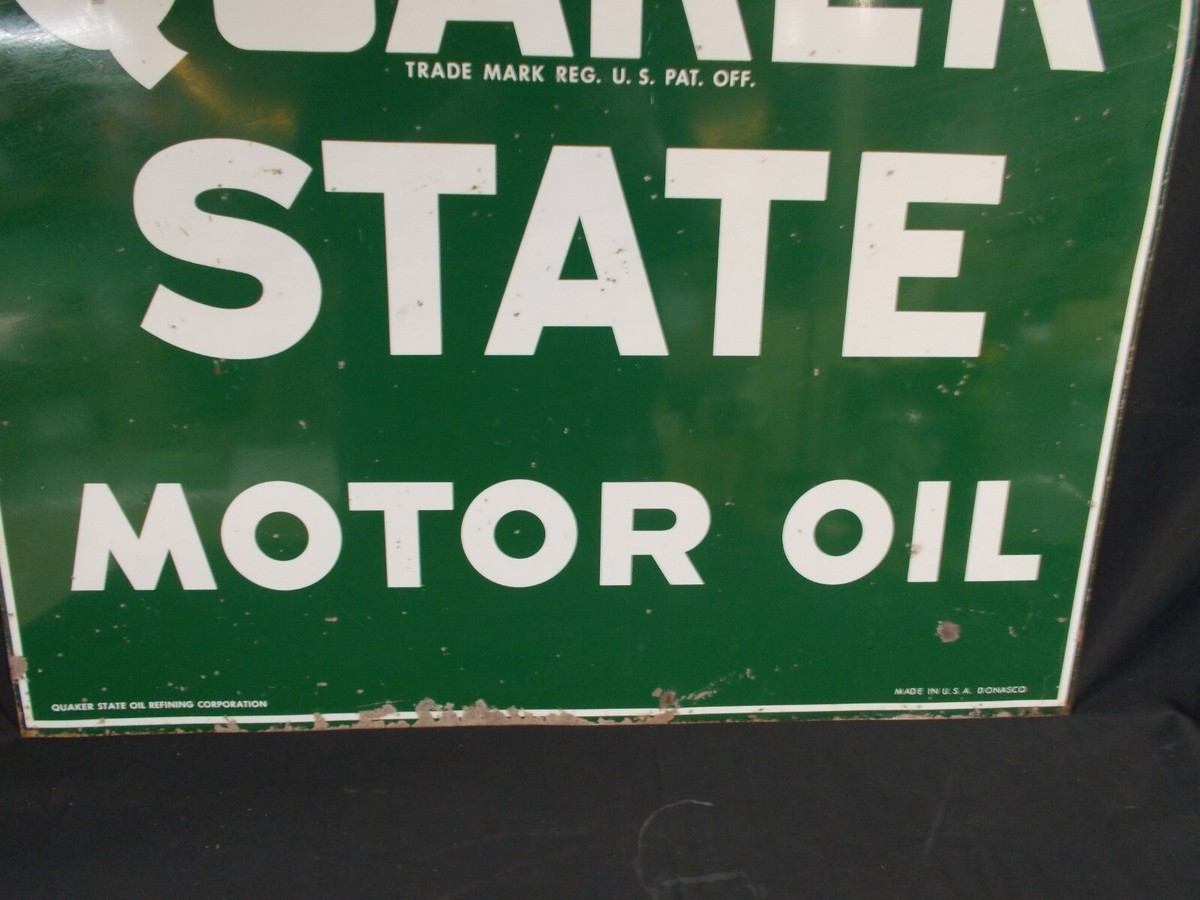 QUAKER
TRADE MARK REG. U. S. PAT. OFF.
STATE
MOTOR OIL
QUAKER STATE OIL REFINING CORPORATION
MADE IN U.S.A. DONASCO